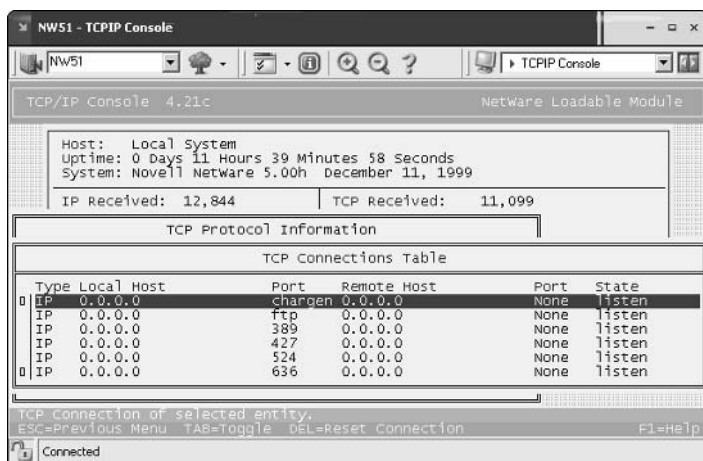 NW51 - TCPIP Console
NW51
TCPIP Console
TCP/IP Console 4.21c NetWare Loadable Module
Host: Local System
Uptime: 0 Days 11 Hours 39 Minutes 58 Seconds
System: Novell NetWare 5.00h December 11, 1999
IP Received: 12,844 TCP Received: 11,099
TCP Protocol Information
TCP Connections Table
Type Local Host Port Remote Host Port State
IP 0.0.0.0 chargen 0.0.0.0 None listen
IP 0.0.0.0 ftp 0.0.0.0 None listen
IP 0.0.0.0 389 0.0.0.0 None listen
IP 0.0.0.0 427 0.0.0.0 None listen
IP 0.0.0.0 524 0.0.0.0 None listen
IP 0.0.0.0 636 0.0.0.0 None listen
TCP Connection of selected entity.
ESC=Previous Menu TAB=Toggle DEL=Reset Connection F1=Help
Connected